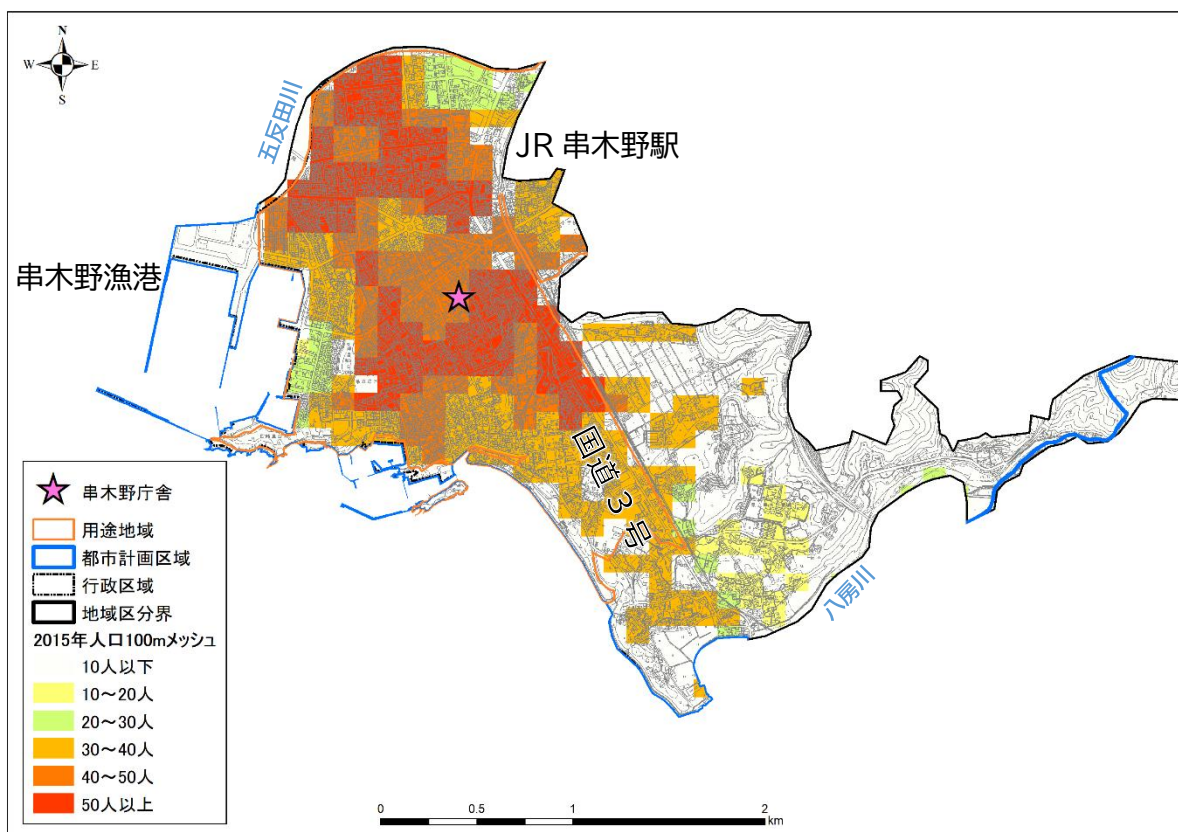 N
W
E
S
五反田川
JR 串木野駅
串木野漁港
国道3号
八房川
串木野庁舎
用途地域
都市計画区域
行政区域
地域区分界
2015年人口100mメッシュ
10人以下
10~20人
20~30人
30~40人
40~50人
50人以上
0
0.5
1
2
km